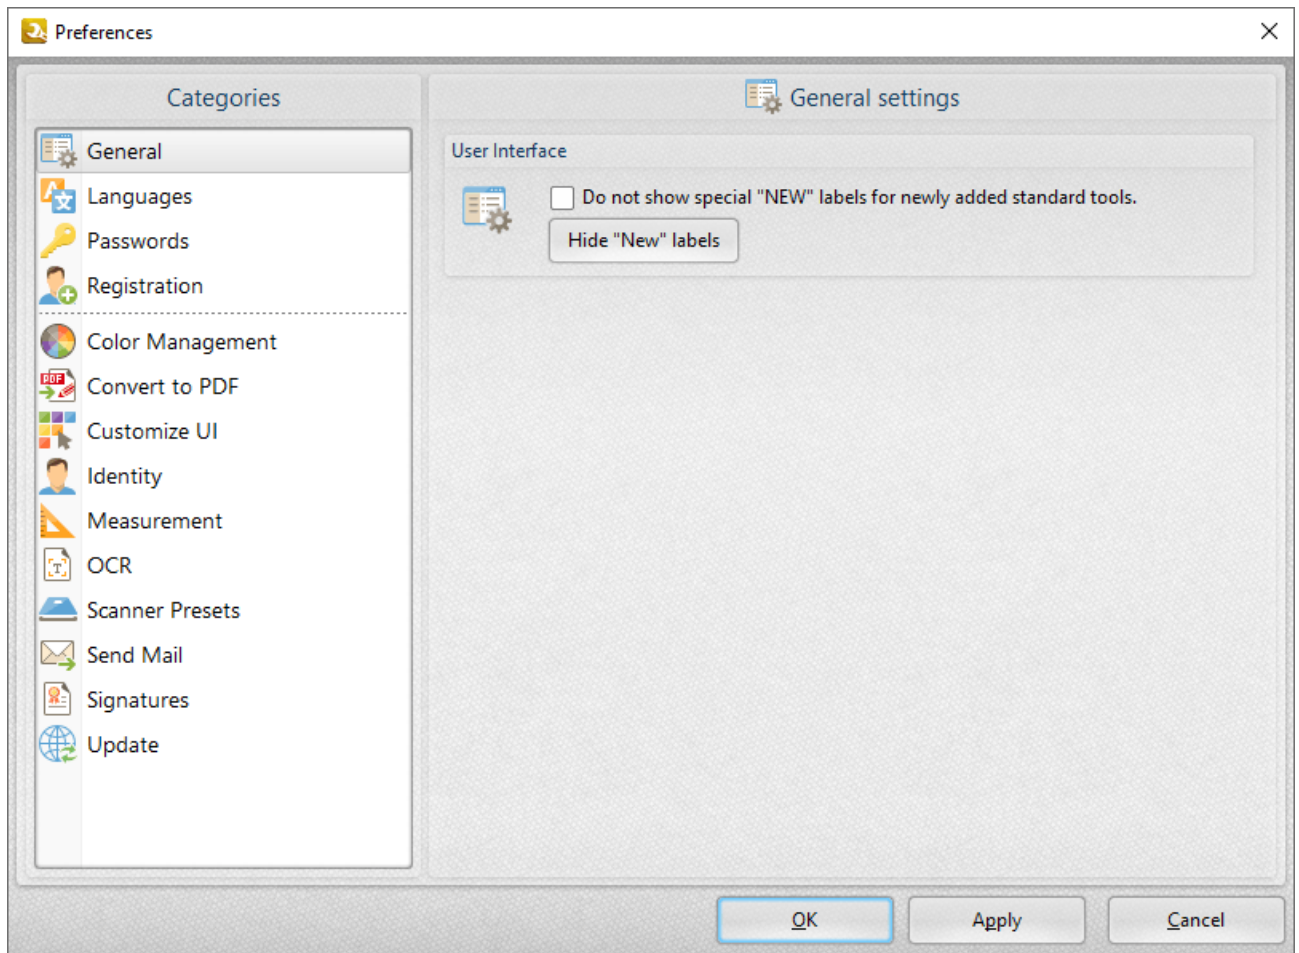 Preferences
Categories
General
Languages
Passwords
Registration
Color Management
Convert to PDF
Customize UI
Identity
Measurement
OCR
Scanner Presets
Send Mail
Signatures
Update
General settings
User Interface
Do not show special "NEW" labels for newly added standard tools.
Hide "New" labels
OK
Apply
Cancel